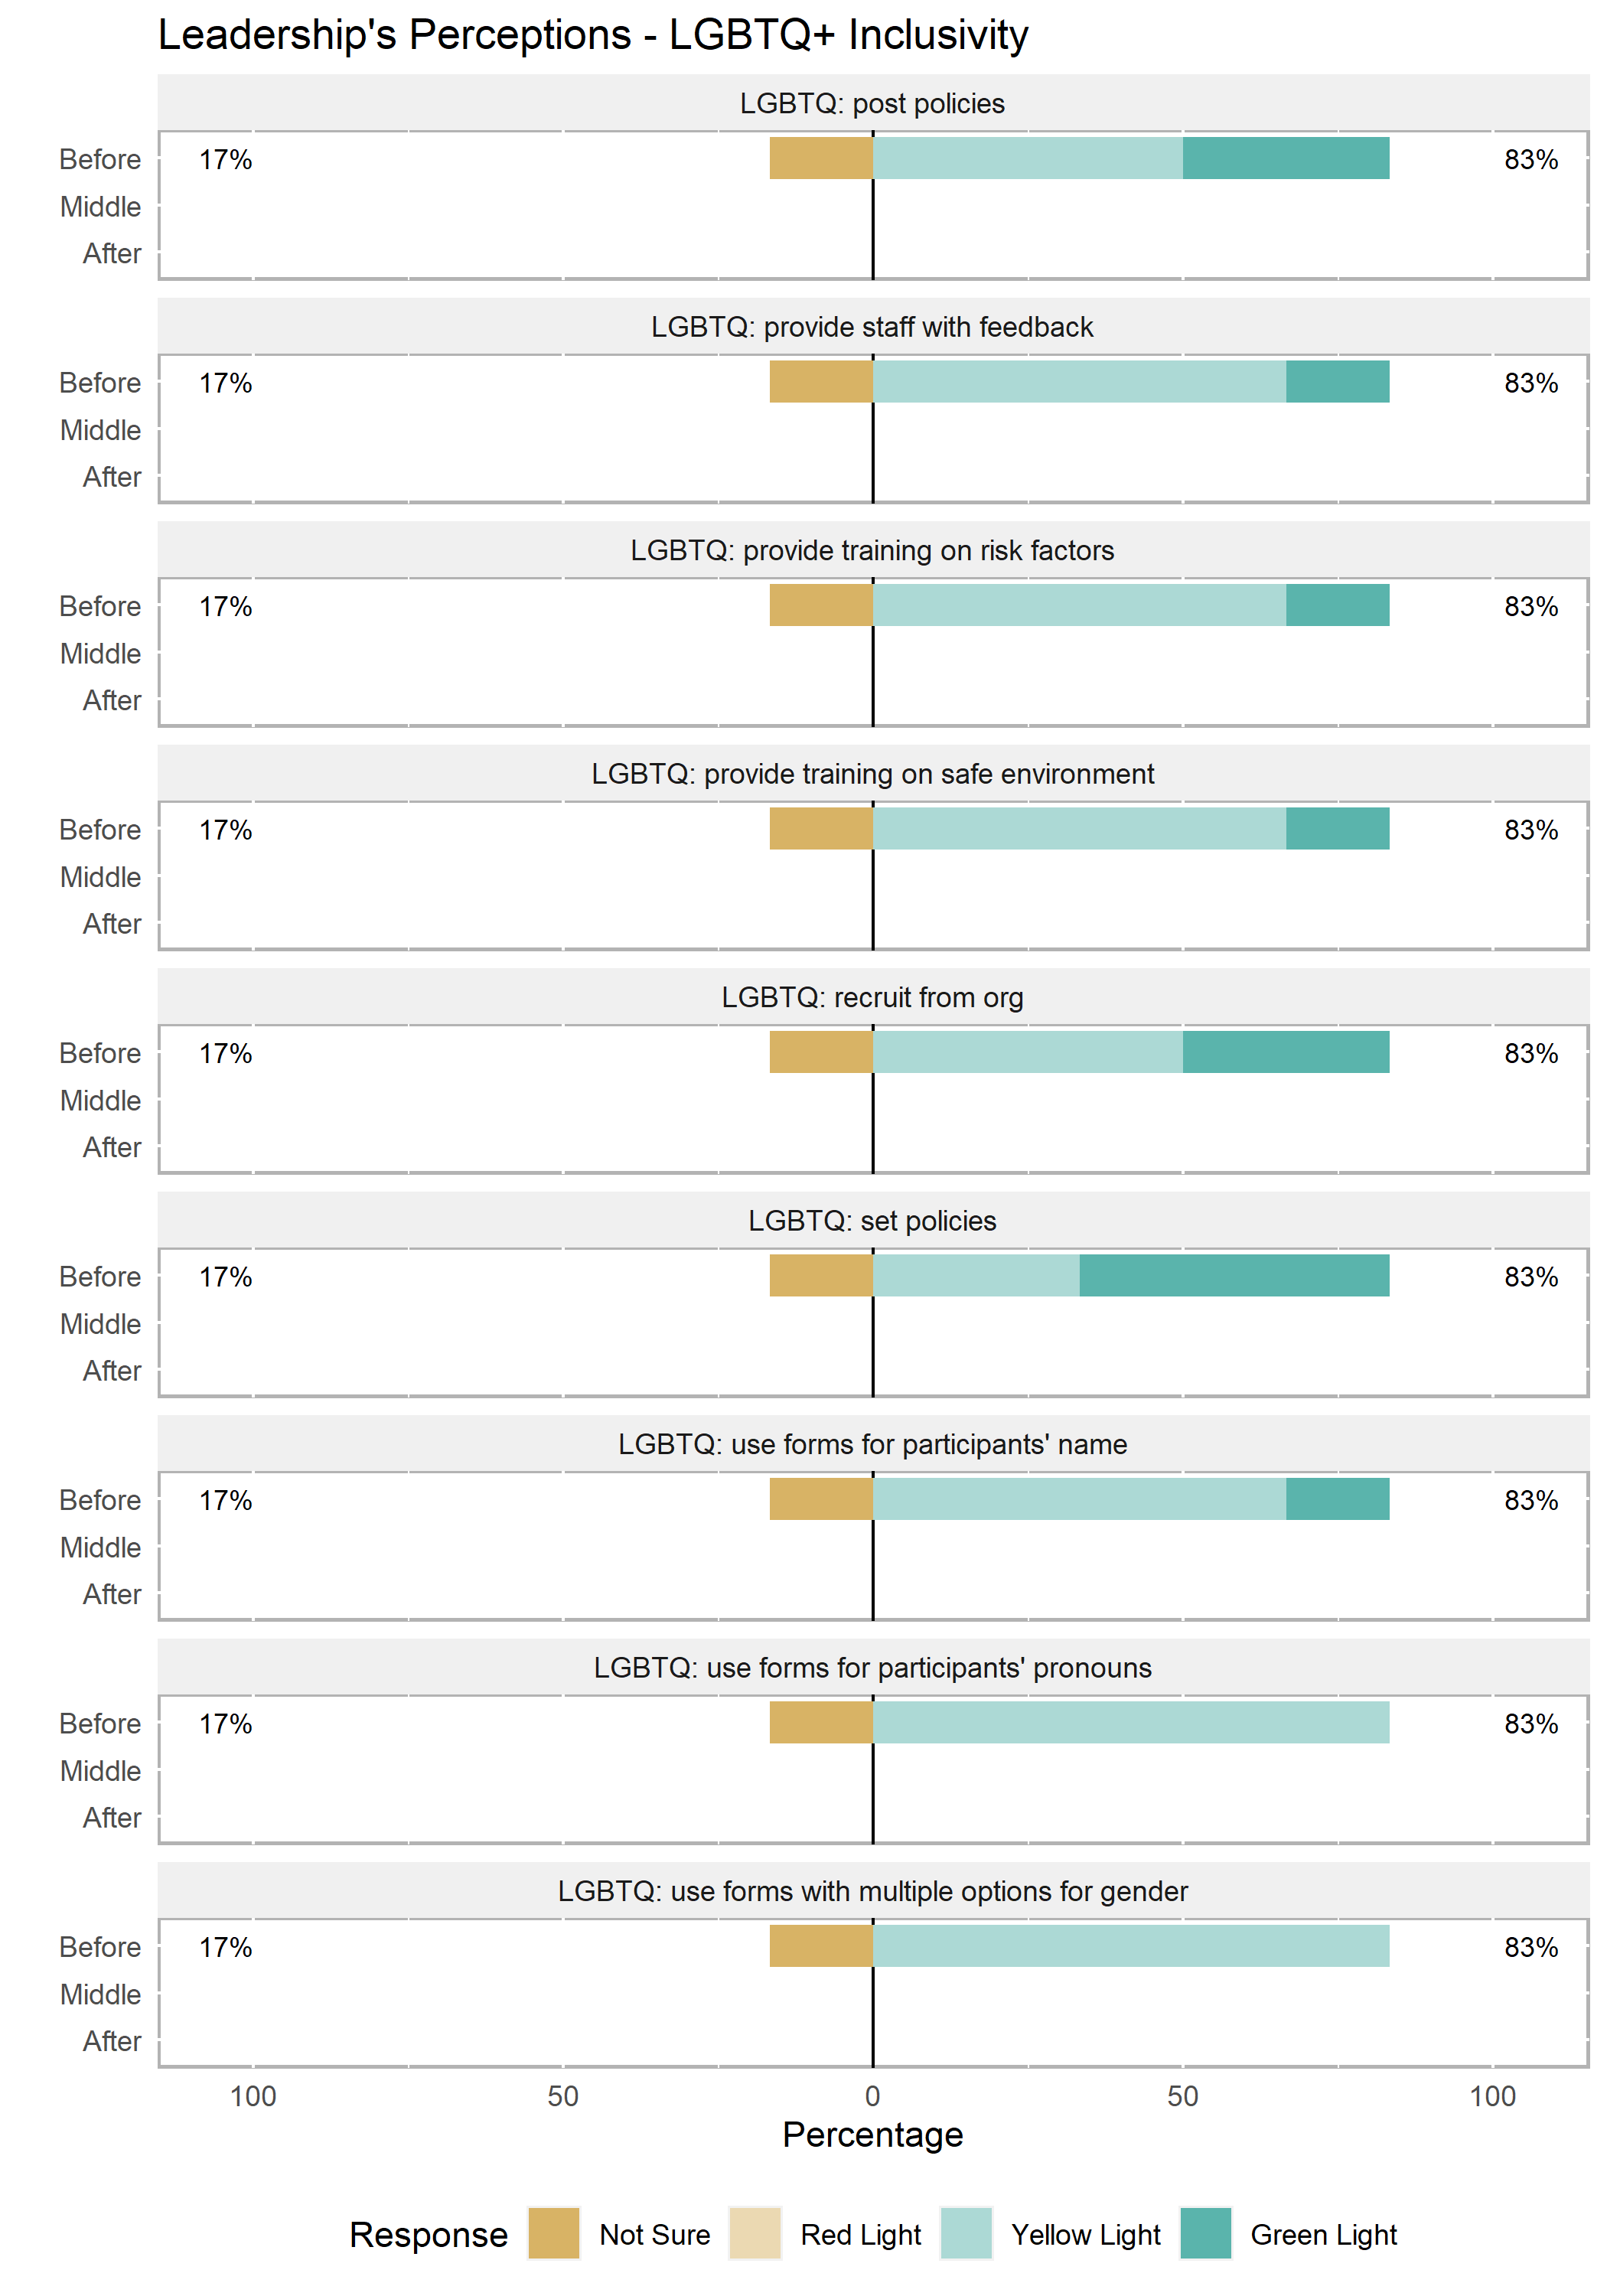 Leadership's Perceptions - LGBTQ+ Inclusivity
LGBTQ: post policies
Before 17% 83%
Middle
After
LGBTQ: provide staff with feedback
Before 17% 83%
Middle
After
LGBTQ: provide training on risk factors
Before 17% 83%
Middle
After
LGBTQ: provide training on safe environment
Before 17% 83%
Middle
After
LGBTQ: recruit from org
Before 17% 83%
Middle
After
LGBTQ: set policies
Before 17% 83%
Middle
After
LGBTQ: use forms for participants' name
Before 17% 83%
Middle
After
LGBTQ: use forms for participants' pronouns
Before 17% 83%
Middle
After
LGBTQ: use forms with multiple options for gender
Before 17% 83%
Middle
After
100 50 0 50 100
Percentage
Response Not Sure Red Light Yellow Light Green Light